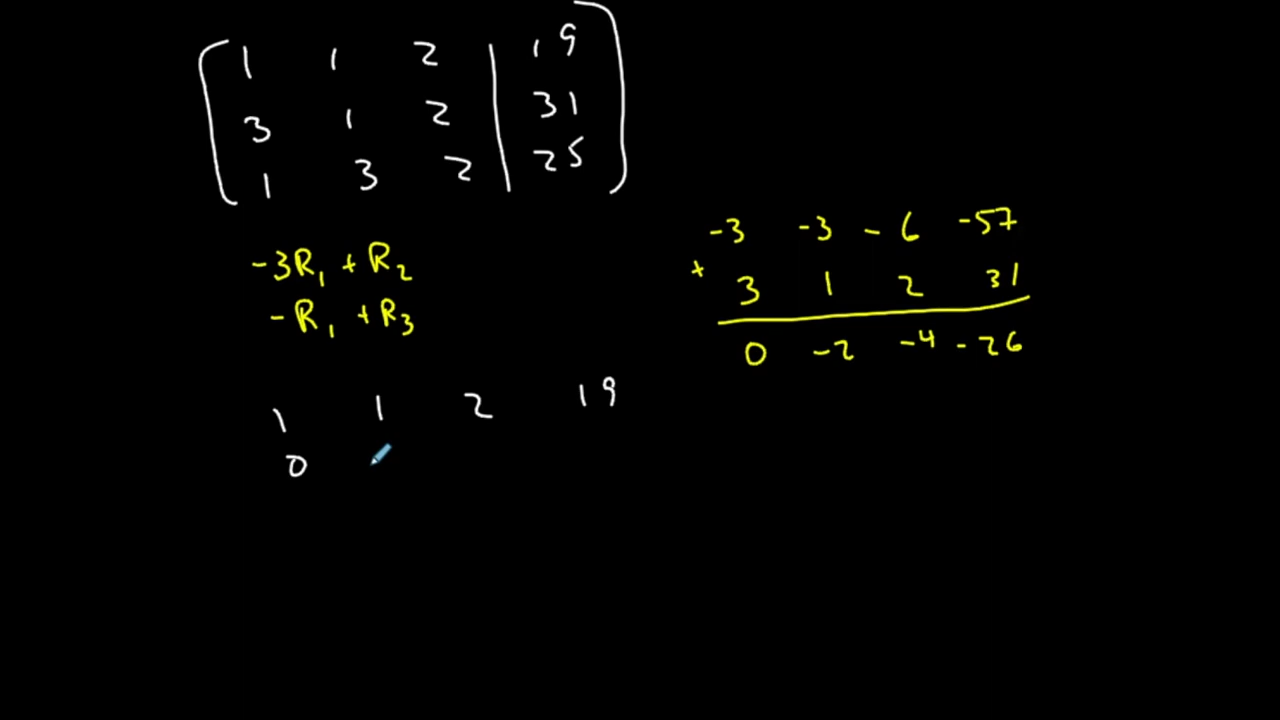 1 1 2 | 19
3 1 2 | 31
1 3 2 | 25
-3R₁ + R₂
-R₁ + R₃
-3 -3 -6 -57
+ 3 1 2 31
0 -2 -4 -26
1 1 2 19
0